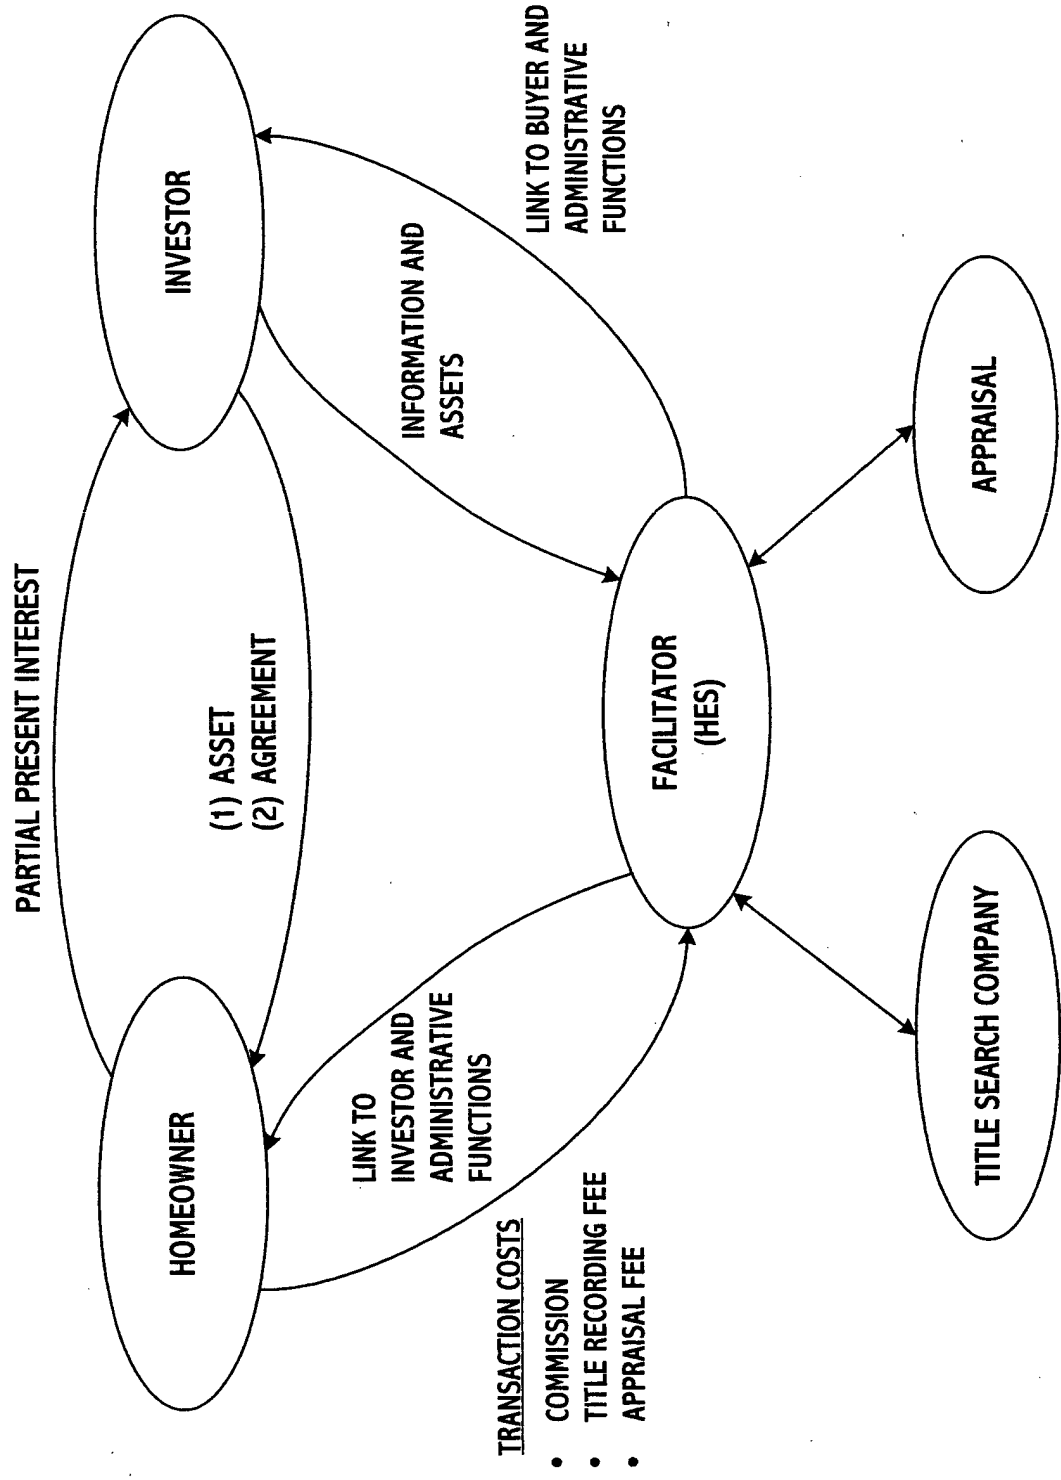 PARTIAL PRESENT INTEREST
HOMEOWNER
INVESTOR
(1) ASSET
(2) AGREEMENT
LINK TO
INVESTOR AND
ADMINISTRATIVE
FUNCTIONS
INFORMATION AND
ASSETS
TRANSACTION COSTS
• COMMISSION
• TITLE RECORDING FEE
• APPRAISAL FEE
LINK TO BUYER AND
ADMINISTRATIVE
FUNCTIONS
FACILITATOR
(HES)
TITLE SEARCH COMPANY
APPRAISAL